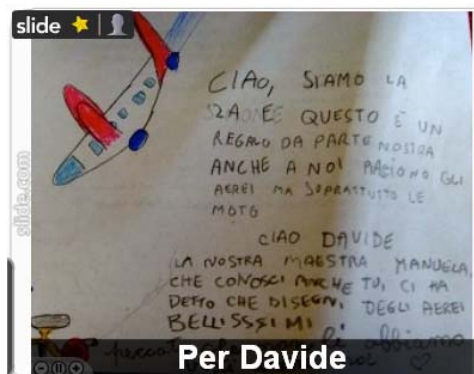 slide
CIAO, SIAMO LA
2A E QUESTO È UN
REGALO DA PARTE NOSTRA
ANCHE A NOI PIACIONO GLI
AEREI MA SOPRATTUTTO LE
MOTO
CIAO DAVIDE
LA NOSTRA MAESTRA MANUELA,
CHE CONOSCI ANCHE TU, CI HA
DETTO CHE DISEGNI DEGLI AEREI
BELLISSSIMI
abbiamo
Per Davide
slide.com